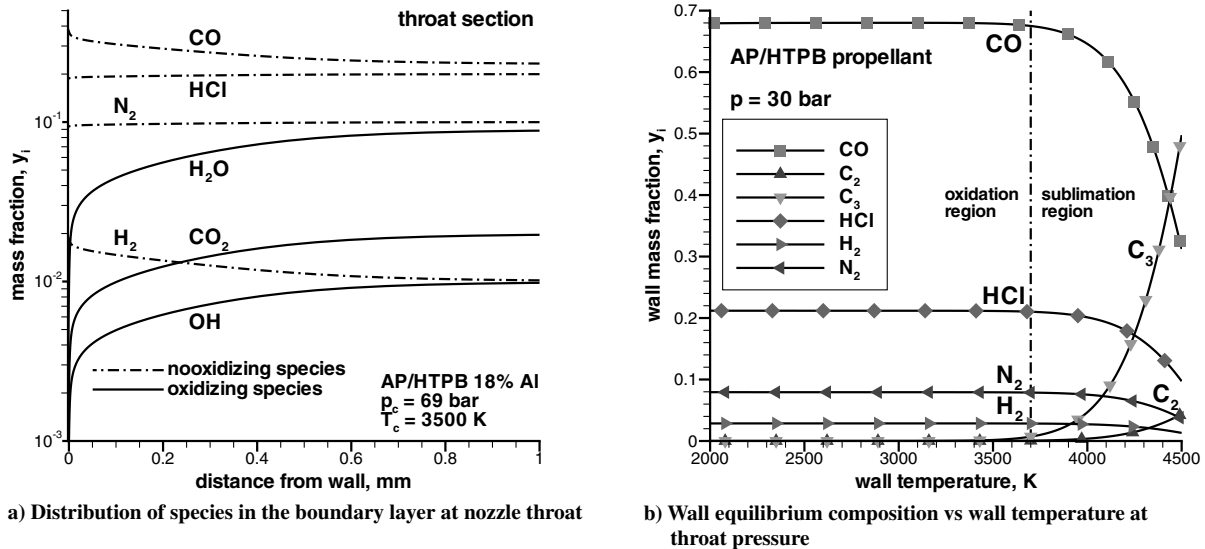 throat section
CO
HCl
N2
H2O
H2
CO2
OH
nooxidizing species
oxidizing species
AP/HTPB 18% Al
pc = 69 bar
Tc = 3500 K
10-1
10-2
10-3
mass fraction, yi
0 0.2 0.4 0.6 0.8 1
distance from wall, mm
a) Distribution of species in the boundary layer at nozzle throat
0.7
0.6
0.5
0.4
0.3
0.2
0.1
0
wall mass fraction, yi
CO
AP/HTPB propellant
p = 30 bar
CO
C2
C3
HCl
H2
N2
oxidation region
sublimation region
C3
HCl
N2
H2
C2
2000 2500 3000 3500 4000 4500
wall temperature, K
b) Wall equilibrium composition vs wall temperature at
throat pressure